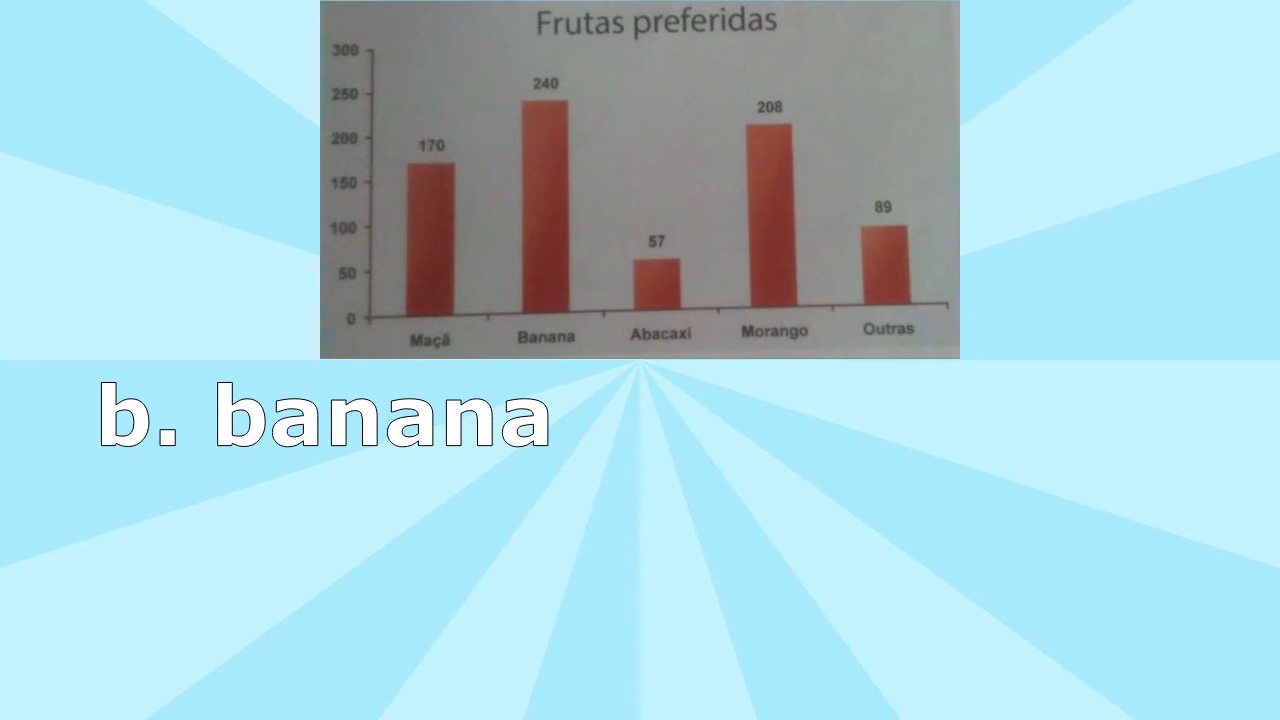 Frutas preferidas
300
250
200
150
100
50
0
170
240
57
208
89
Maçã
Banana
Abacaxi
Morango
Outras
b. banana